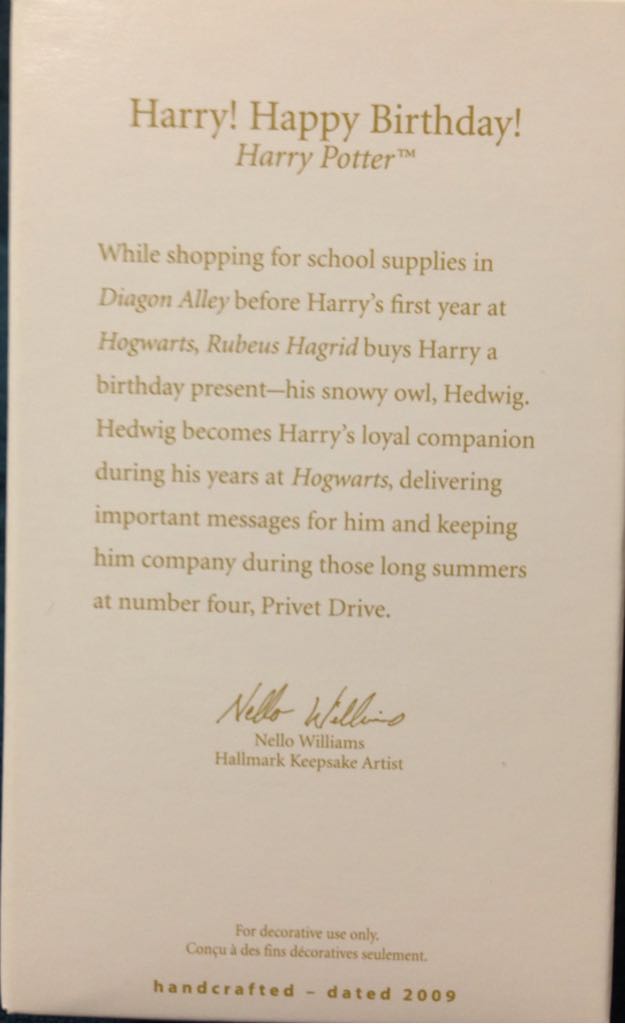 Harry! Happy Birthday!
Harry Potter™
While shopping for school supplies in
Diagon Alley before Harry's first year at
Hogwarts, Rubeus Hagrid buys Harry a
birthday present—his snowy owl, Hedwig.
Hedwig becomes Harry's loyal companion
during his years at Hogwarts, delivering
important messages for him and keeping
him company during those long summers
at number four, Privet Drive.
Nello Williams
Nello Williams
Hallmark Keepsake Artist
For decorative use only.
Conçu à des fins décoratives seulement.
handcrafted – dated 2009